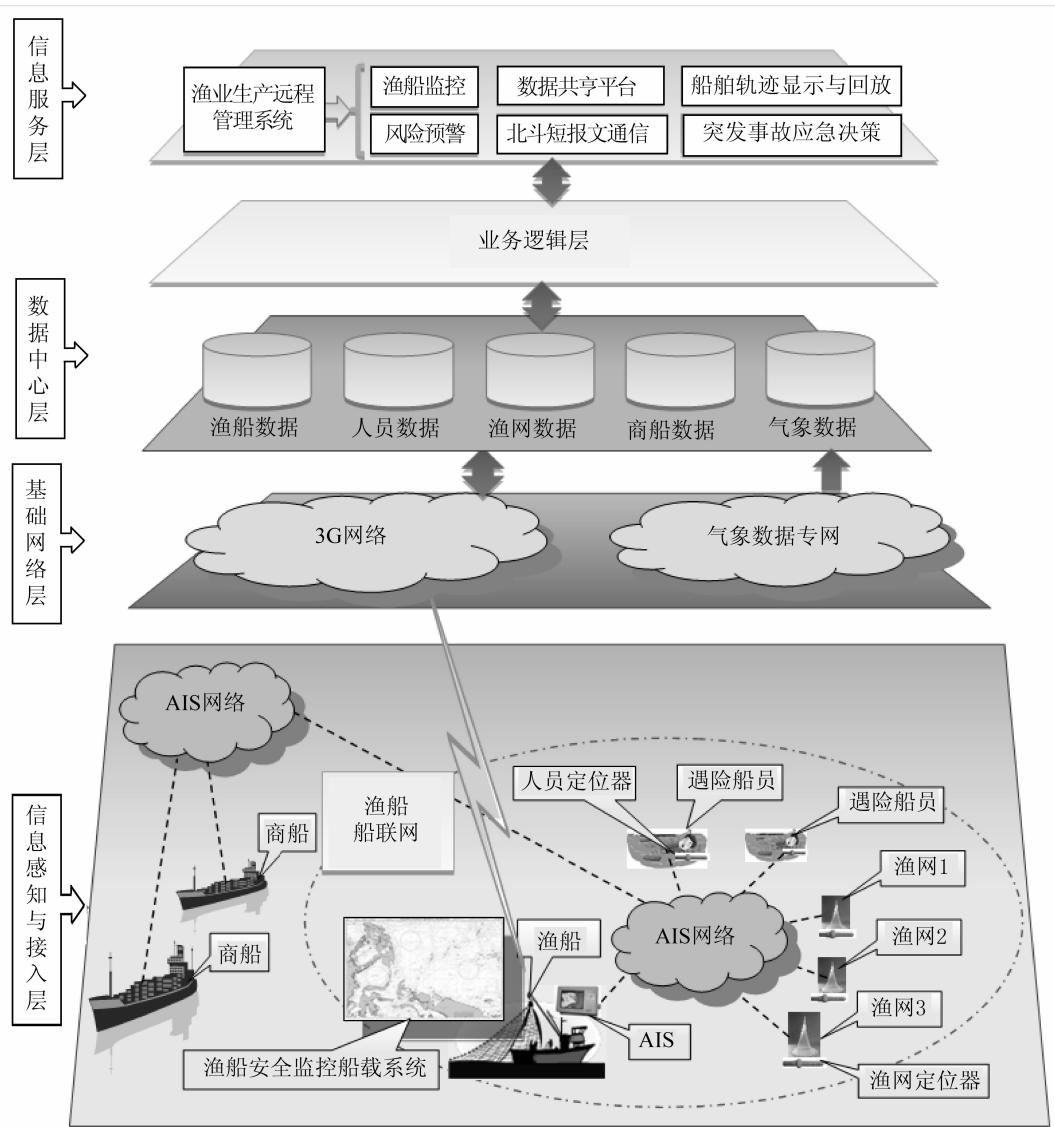 信息服务层
渔业生产远程
管理系统
渔船监控
数据共享平台
船舶轨迹显示与回放
风险预警
北斗短报文通信
突发事故应急决策
业务逻辑层
数据中心层
渔船数据
人员数据
渔网数据
商船数据
气象数据
基础网络层
3G网络
气象数据专网
信息感知与接入层
AIS网络
渔船
船联网
人员定位器
遇险船员
遇险船员
商船
渔网1
商船
渔船
AIS网络
渔网2
渔网3
AIS
渔船安全监控船载系统
渔网定位器